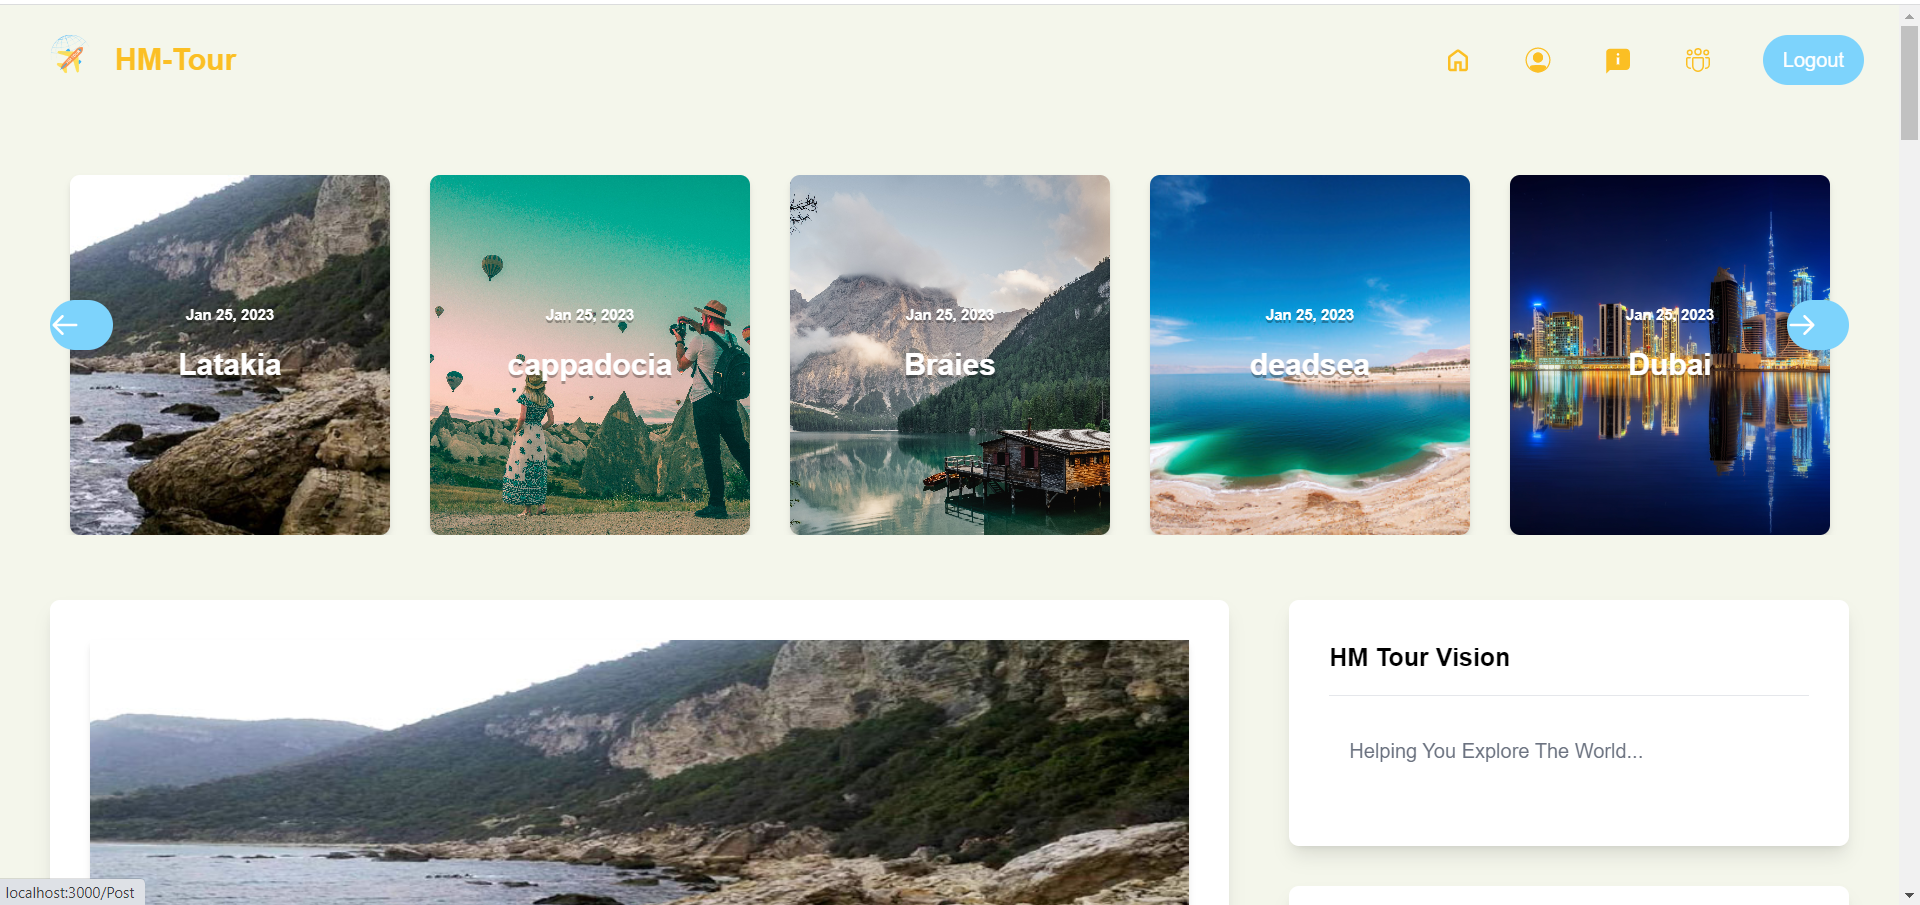 HM-Tour
Logout
Jan 25, 2023
Latakia
Jan 25, 2023
cappadocia
Jan 25, 2023
Braies
Jan 25, 2023
deadsea
Jan 25, 2023
Dubai
HM Tour Vision
Helping You Explore The World...
localhost:3000/Post